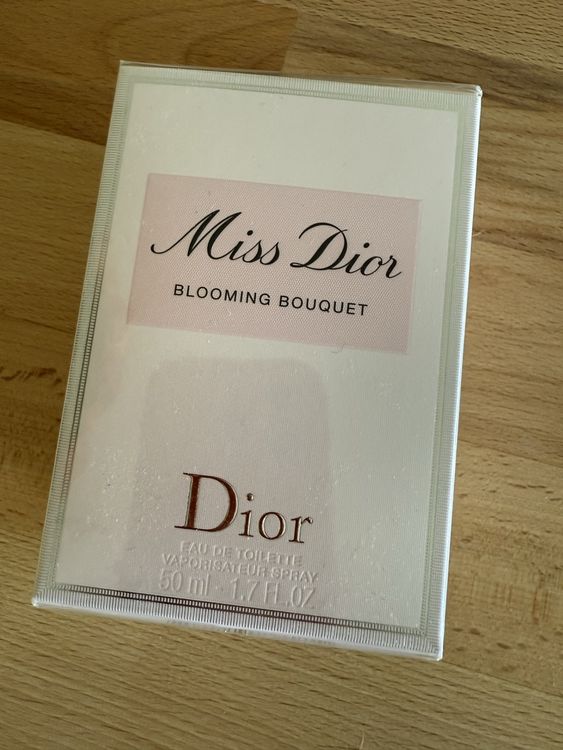 Miss Dior
BLOOMING BOUQUET
Dior
EAU DE TOILETTE
VAPORISATEUR SPRAY
50 ml - 1.7 Fl. OZ